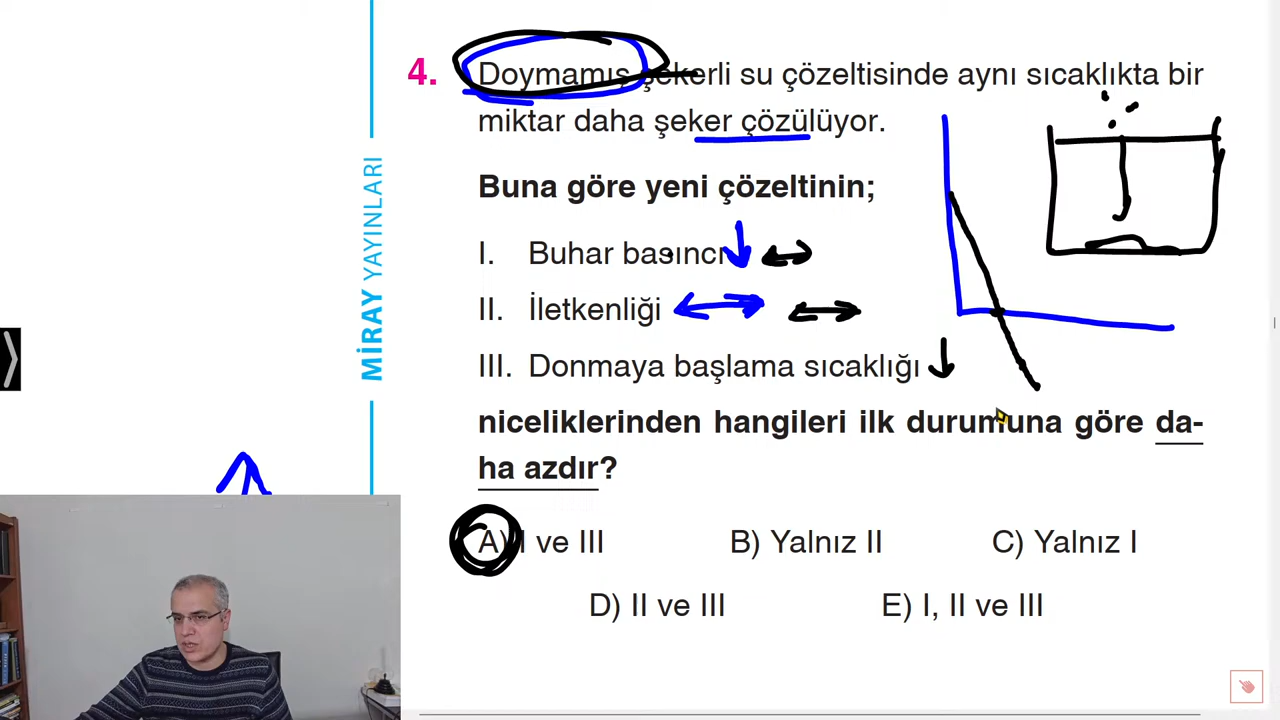 MİRAY YAYINLARI
4. Doymamış şekerli su çözeltisinde aynı sıcaklıkta bir
miktar daha şeker çözülüyor.
Buna göre yeni çözeltinin;
I. Buhar basıncı
II. İletkenliği
III. Donmaya başlama sıcaklığı
niceliklerinden hangileri ilk durumuna göre da-
ha azdır?
A) I ve III B) Yalnız II C) Yalnız I
D) II ve III E) I, II ve III